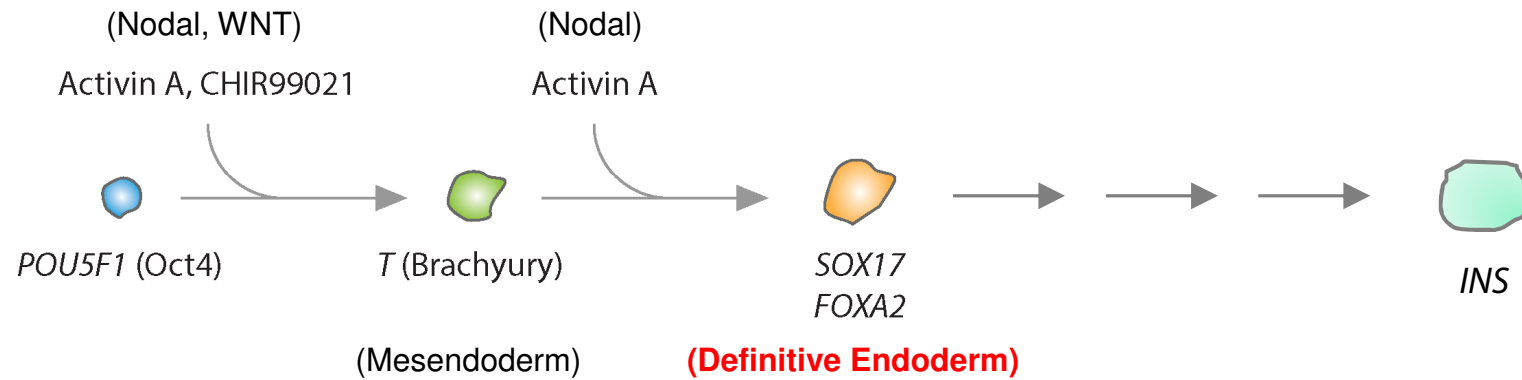 (Nodal, WNT)
(Nodal)
Activin A, CHIR99021
Activin A
POU5F1 (Oct4)
T (Brachyury)
SOX17
FOXA2
INS
(Mesendoderm)
(Definitive Endoderm)